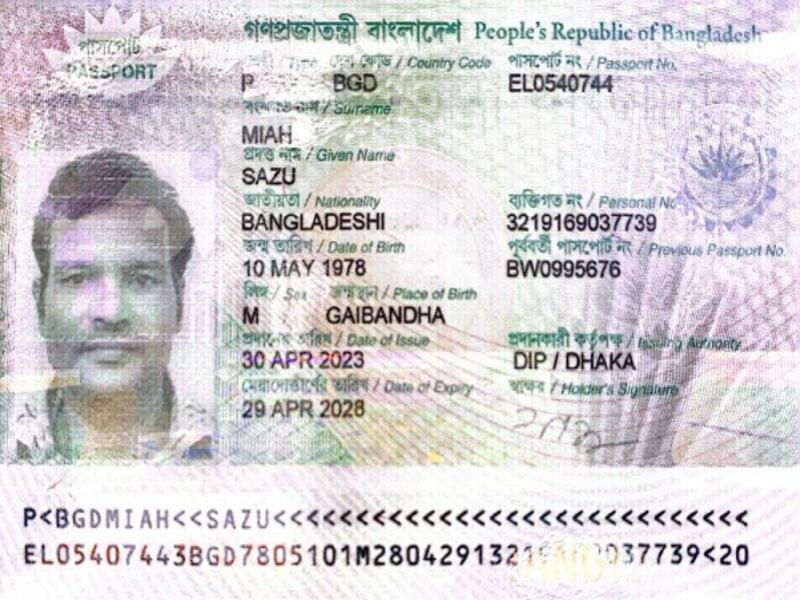 গণপ্রজাতন্ত্রী বাংলাদেশ People's Republic of Bangladesh
পাসপোর্ট
PASSPORT
দেশ কোড / Country Code পাসপোর্ট নং / Passport No.
P BGD EL0540744
/ Surname
MIAH
প্রদত্ত নাম / Given Name
SAZU
জাতীয়তা / Nationality ব্যক্তিগত নং / Personal No
BANGLADESHI 3219169037739
জন্ম তারিখ / Date of Birth পূর্ববর্তী পাসপোর্ট নং / Previous Passport No.
10 MAY 1978 BW0995676
লিঙ্গ / Sex জন্মস্থান / Place of Birth
M GAIBANDHA
প্রদানের তারিখ / Date of Issue প্রদানকারী কর্তৃপক্ষ / Issuing Authority
30 APR 2023 DIP / DHAKA
মেয়াদোত্তীর্ণের তারিখ / Date of Expiry স্বাক্ষর / Holder's Signature
29 APR 2028
P<BGDMIAH<<SAZU<<<<<<<<<<<<<<<<<<<<<<<<<<<<<